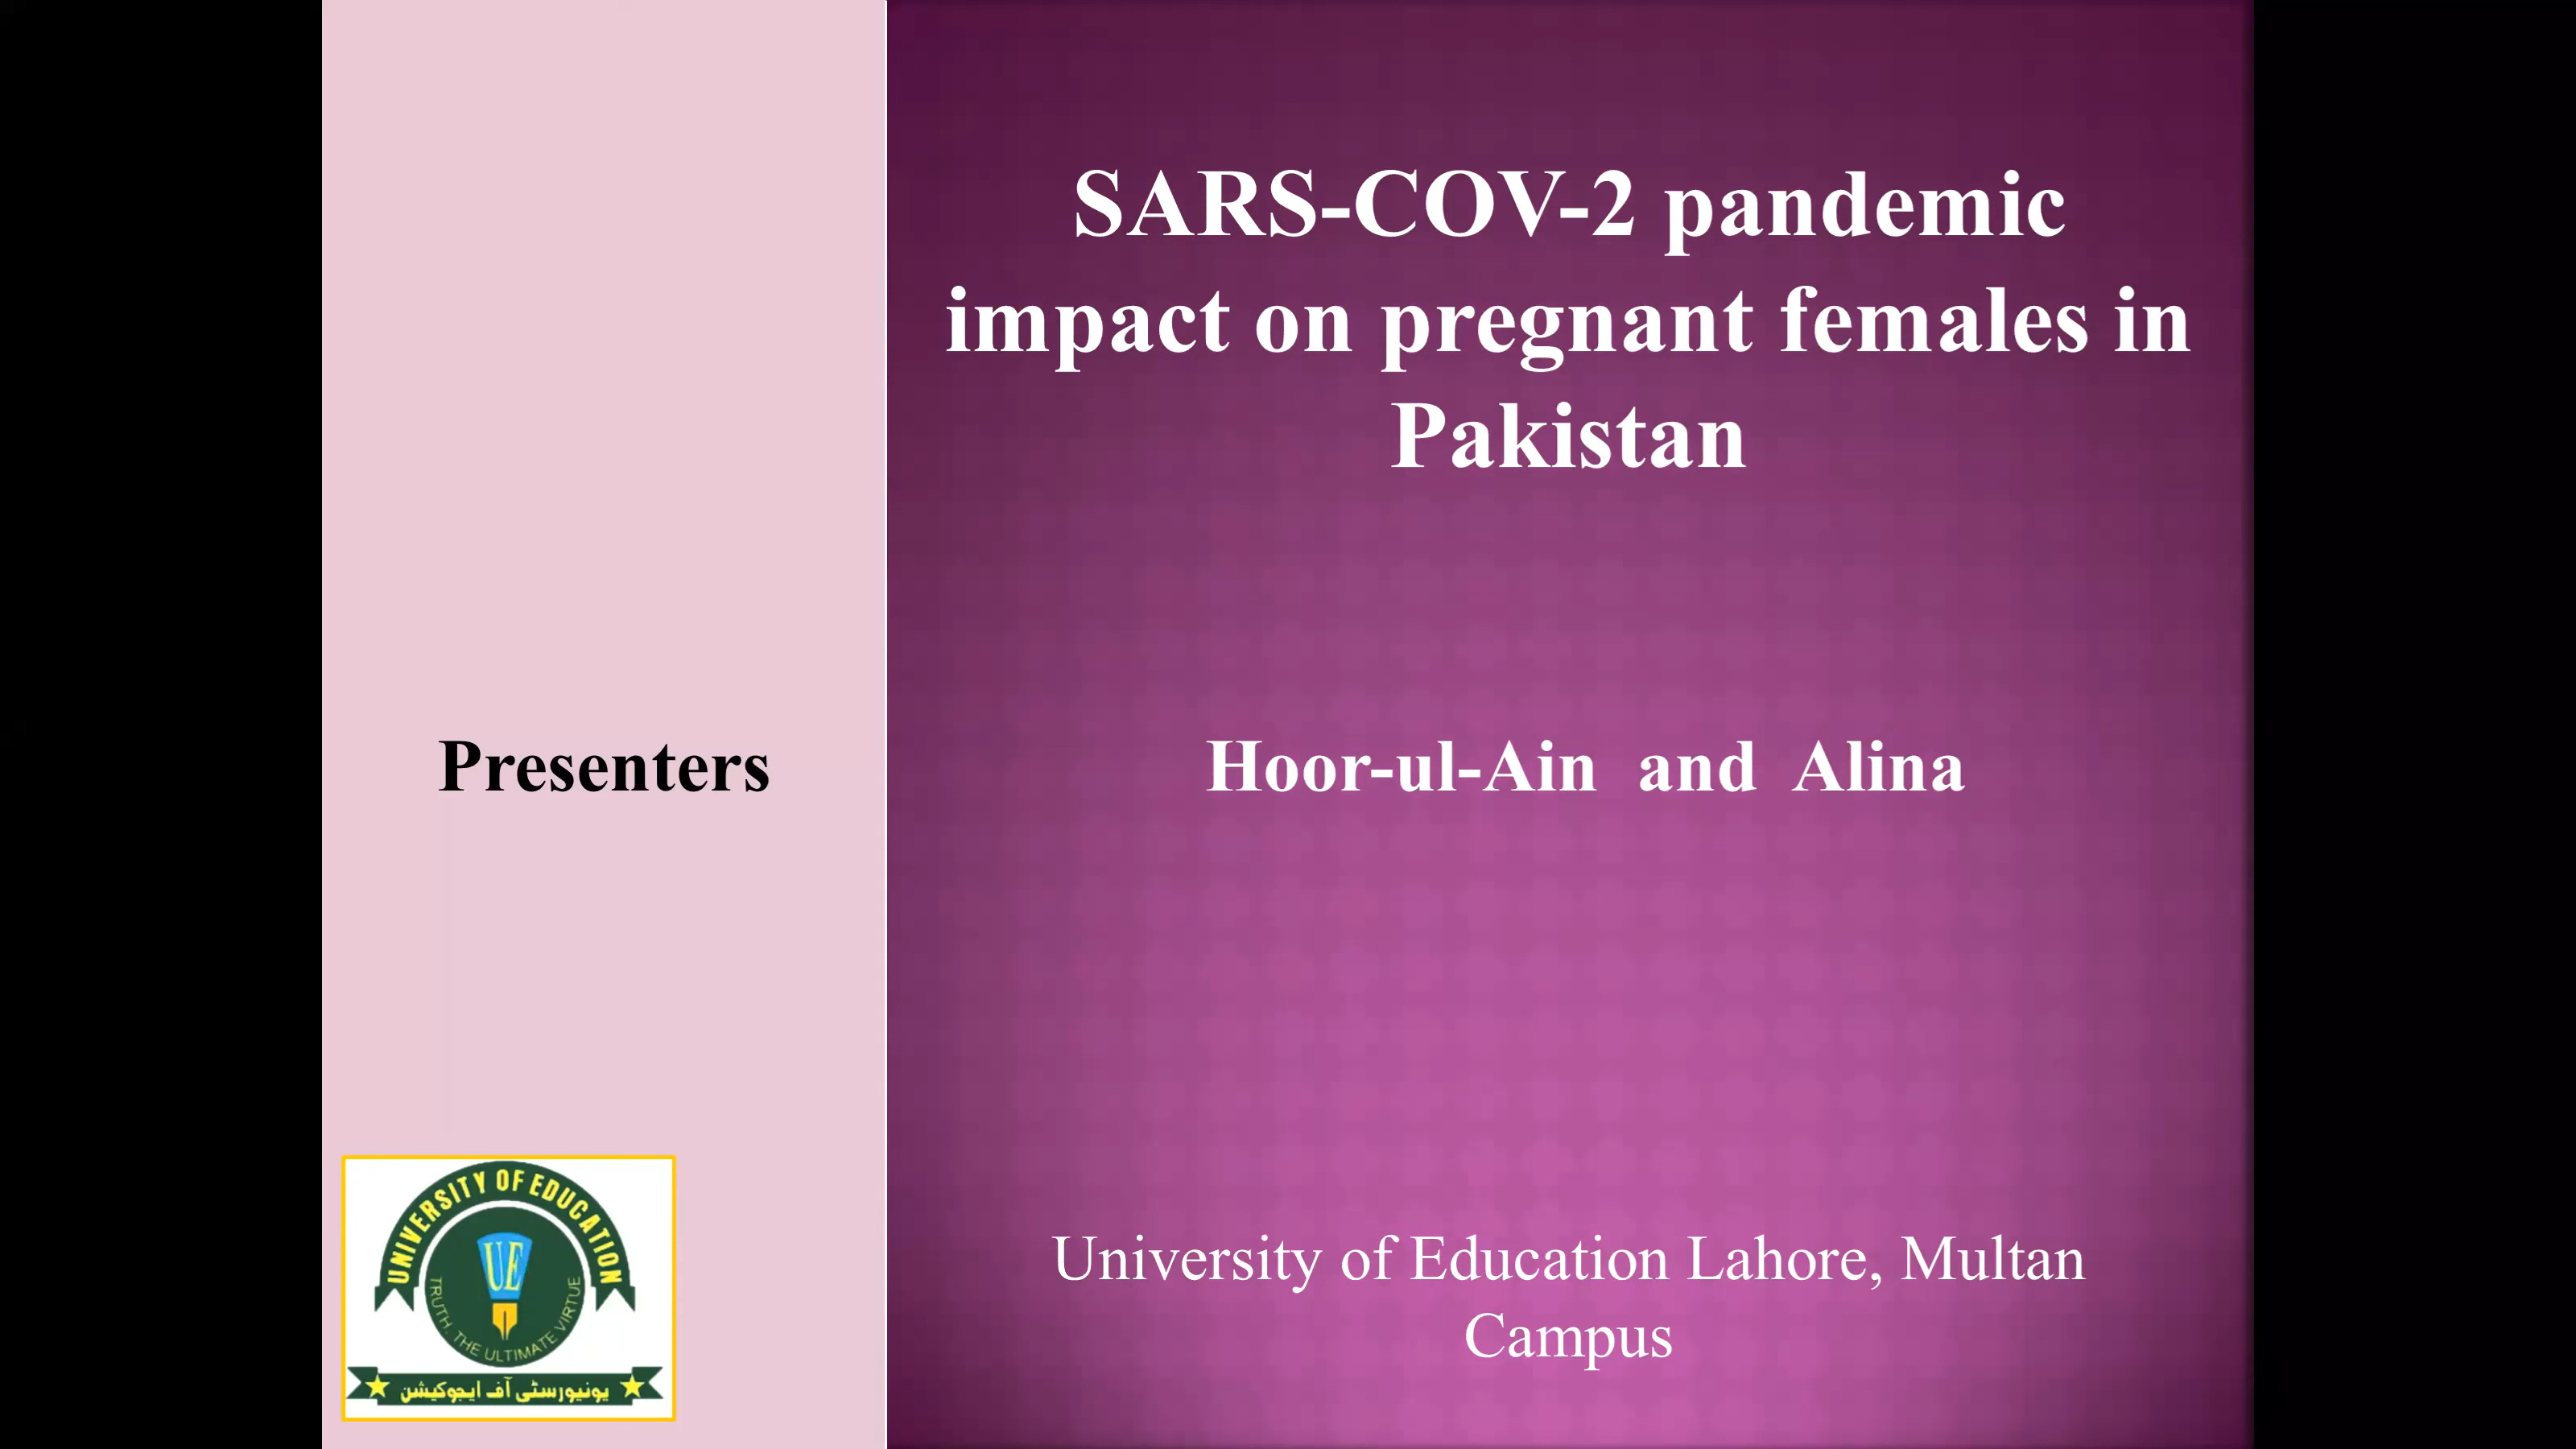 SARS-COV-2 pandemic
impact on pregnant females in
Pakistan
Presenters
Hoor-ul-Ain and Alina
UNIVERSITY OF EDUCATION
UE
TRUTH, THE ULTIMATE VIRTUE
یونیورسٹی آف ایجوکیشن
University of Education Lahore, Multan
Campus